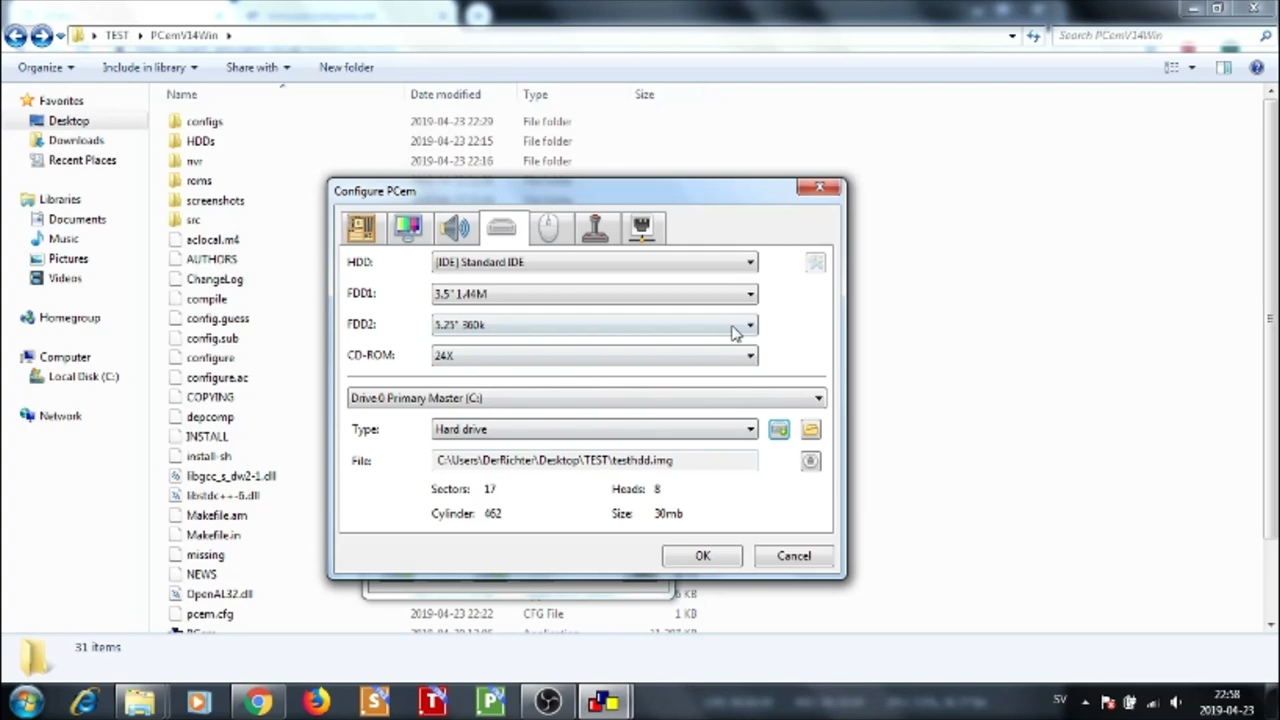 TEST PCemV14Win
Search PCemV14Win
Organize Include in library Share with New folder
Favorites
Desktop
Downloads
Recent Places
Libraries
Documents
Music
Pictures
Videos
Homegroup
Computer
Local Disk (C:)
Network
Name Date modified Type Size
configs 2019-04-23 22:29 File folder
HDDs 2019-04-23 22:15 File folder
nvr 2019-04-23 22:16 File folder
roms
screenshots
src
aclocal.m4
AUTHORS
ChangeLog
compile
config.guess
config.sub
configure
configure.ac
COPYING
depcomp
INSTALL
install-sh
libgcc_s_dw2-1.dll
libstdc++-6.dll
Makefile.am
Makefile.in
missing
NEWS
OpenAL32.dll 6 KB
pcem.cfg 2019-04-23 22:22 CFG File 1 KB
Configure PCem
HDD: [IDE] Standard IDE
FDD1: 3.5" 1.44M
FDD2: 5.25" 360k
CD-ROM: 24X
Drive 0 Primary Master (C:)
Type: Hard drive
File: C:\Users\DerRichter\Desktop\TEST\testhdd.img
Sectors: 17 Heads: 8
Cylinder: 462 Size: 30mb
OK Cancel
31 items
SV
22:58
2019-04-23